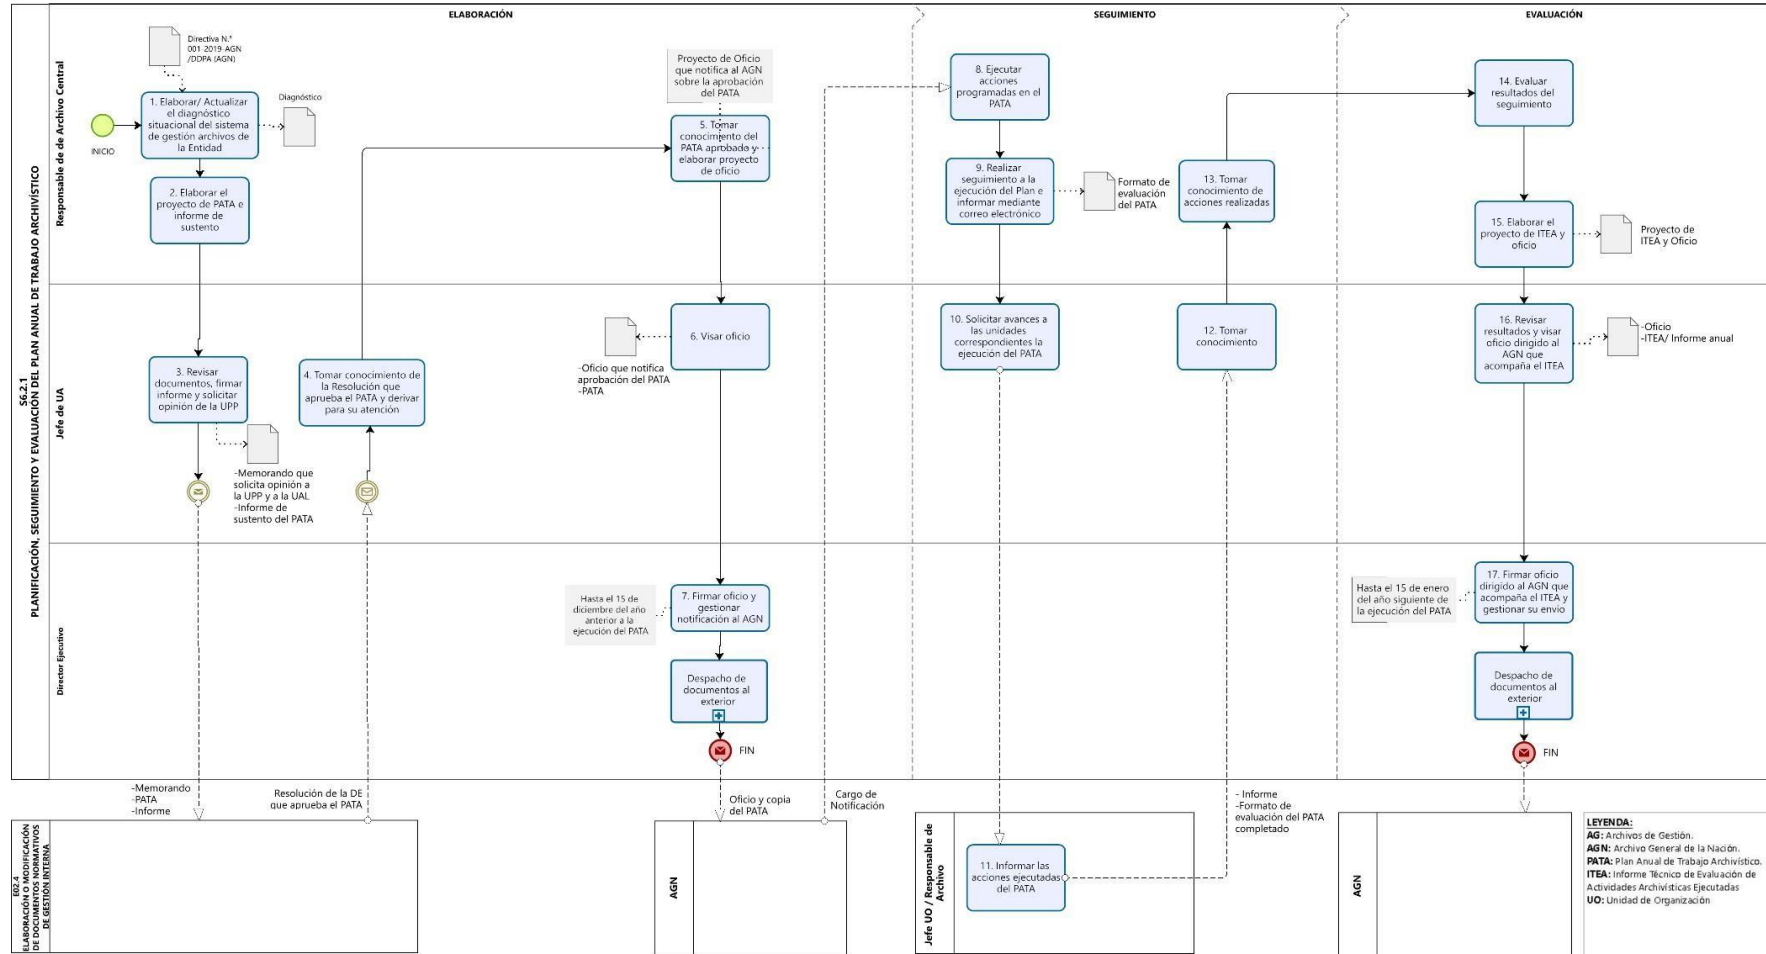 S6.2.1
PLANIFICACIÓN, SEGUIMIENTO Y EVALUACIÓN DEL PLAN ANUAL DE TRABAJO ARCHIVÍSTICO
ELABORACIÓN
SEGUIMIENTO
EVALUACIÓN
Responsable de de Archivo Central
Directiva N.°
001-2019-AGN
/DDPA (AGN)
INICIO
1. Elaborar/ Actualizar
el diagnóstico
situacional del sistema
de gestión archivos de
la Entidad
Diagnóstico
2. Elaborar el
proyecto de PATA e
informe de
sustento
Proyecto de Oficio
que notifica al AGN
sobre la aprobación
del PATA
5. Tomar
conocimiento del
PATA aprobado y
elaborar proyecto
de oficio
8. Ejecutar
acciones
programadas en el
PATA
9. Realizar
seguimiento a la
ejecución del Plan e
informar mediante
correo electrónico
Formato de
evaluación
del PATA
13. Tomar
conocimiento de
acciones realizadas
14. Evaluar
resultados del
seguimiento
15. Elaborar el
proyecto de ITEA y
oficio
Proyecto de
ITEA y Oficio
Jefe de UA
3. Revisar
documentos, firmar
informe y solicitar
opinión de la UPP
-Memorando que
solicita opinión a
la UPP y a la UAL
-Informe de
sustento del PATA
4. Tomar conocimiento de
la Resolución que
aprueba el PATA y derivar
para su atención
6. Visar oficio
-Oficio que notifica
aprobación del PATA
-PATA
10. Solicitar avances a
las unidades
correspondientes la
ejecución del PATA
12. Tomar
conocimiento
16. Revisar
resultados y visar
oficio dirigido al
AGN que
acompaña el ITEA
-Oficio
-ITEA/ Informe anual
Director Ejecutivo
Hasta el 15 de
diciembre del año
anterior a la
ejecución del PATA
7. Firmar oficio y
gestionar
notificación al AGN
Despacho de
documentos al
exterior
FIN
Hasta el 15 de enero
del año siguiente de
la ejecución del PATA
17. Firmar oficio
dirigido al AGN que
acompaña el ITEA y
gestionar su envio
Despacho de
documentos al
exterior
FIN
-Memorando
-PATA
-Informe
Resolución de la DE
que aprueba el PATA
Oficio y copia
del PATA
Cargo de
Notificación
- Informe
-Formato de
evaluación del PATA
completado
E02.4
ELABORACIÓN O MODIFICACIÓN
DE DOCUMENTOS NORMATIVOS
DE GESTIÓN INTERNA
AGN
Jefe UO / Responsable de
Archivo
11. Informar las
acciones ejecutadas
del PATA
AGN
LEYENDA:
AG: Archivos de Gestión.
AGN: Archivo General de la Nación.
PATA: Plan Anual de Trabajo Archivístico.
ITEA: Informe Técnico de Evaluación de
Actividades Archivísticas Ejecutadas
UO: Unidad de Organización